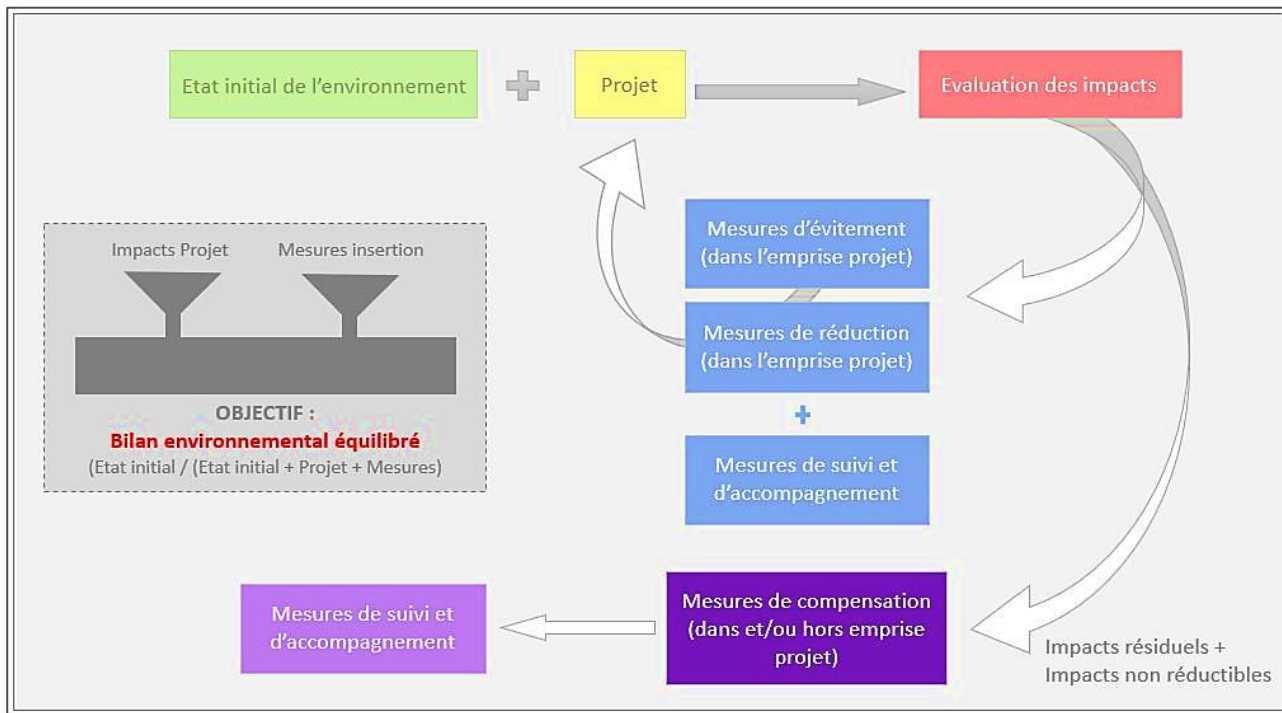 Etat initial de l'environnement
Projet
Evaluation des impacts
Mesures d'évitement
(dans l'emprise projet)
Impacts Projet
Mesures insertion
Mesures de réduction
(dans l'emprise projet)
+
OBJECTIF :
Bilan environnemental équilibré
(Etat initial / (Etat initial + Projet + Mesures)
Mesures de suivi et
d'accompagnement
Mesures de suivi et
d'accompagnement
Mesures de compensation
(dans et/ou hors emprise
projet)
Impacts résiduels +
Impacts non réductibles